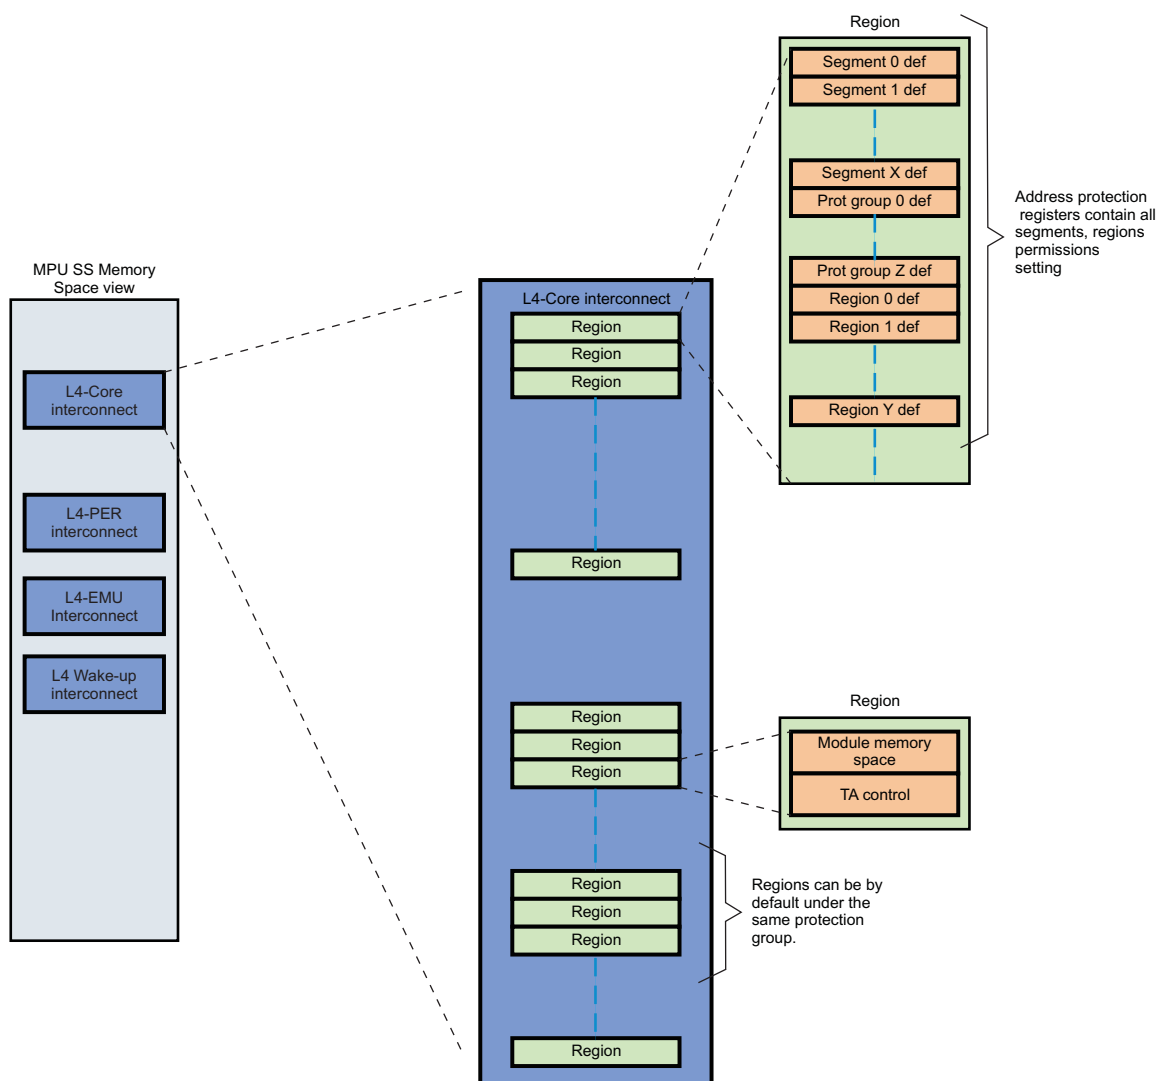 MPU SS Memory
Space view
L4-Core
interconnect
L4-PER
interconnect
L4-EMU
Interconnect
L4 Wake-up
interconnect
L4-Core interconnect
Region
Region
Region
Region
Region
Region
Region
Region
Region
Region
Region
Region
Segment 0 def
Segment 1 def
Segment X def
Prot group 0 def
Prot group Z def
Region 0 def
Region 1 def
Region Y def
Address protection
registers contain all
segments, regions
permissions
setting
Region
Module memory
space
TA control
Regions can be by
default under the
same protection
group.